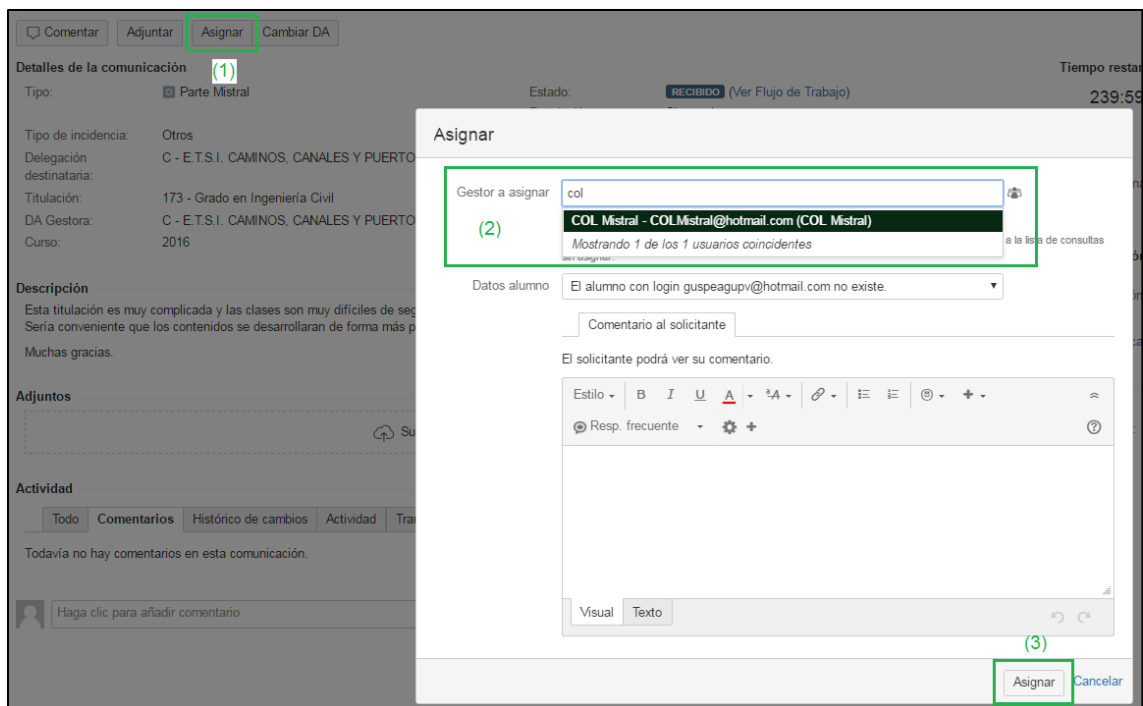 Comentar Adjuntar Asignar Cambiar DA
(1)
Detalles de la comunicación
Tiempo restar
Tipo: Parte Mistral
Estado: RECIBIDO (Ver Flujo de Trabajo)
239:59
Tipo de incidencia: Otros
Delegación destinataria: C - E.T.S.I. CAMINOS, CANALES Y PUERTO
Titulación: 173 - Grado en Ingeniería Civil
DA Gestora: C - E.T.S.I. CAMINOS, CANALES Y PUERTO
Curso: 2016
Descripción
Esta titulación es muy complicada y las clases son muy difíciles de seg
Sería conveniente que los contenidos se desarrollaran de forma más p
Muchas gracias.
Adjuntos
Su
Actividad
Todo Comentarios Histórico de cambios Actividad Tra
Todavía no hay comentarios en esta comunicación.
Haga clic para añadir comentario
Asignar
Gestor a asignar col
(2)
COL Mistral - COLMistral@hotmail.com (COL Mistral)
Mostrando 1 de los 1 usuarios coincidentes
a la lista de consultas
sin asignar.
Datos alumno El alumno con login guspeagupv@hotmail.com no existe.
Comentario al solicitante
El solicitante podrá ver su comentario.
Estilo B I U A ªA
Resp. frecuente
Visual Texto
(3)
Asignar Cancelar